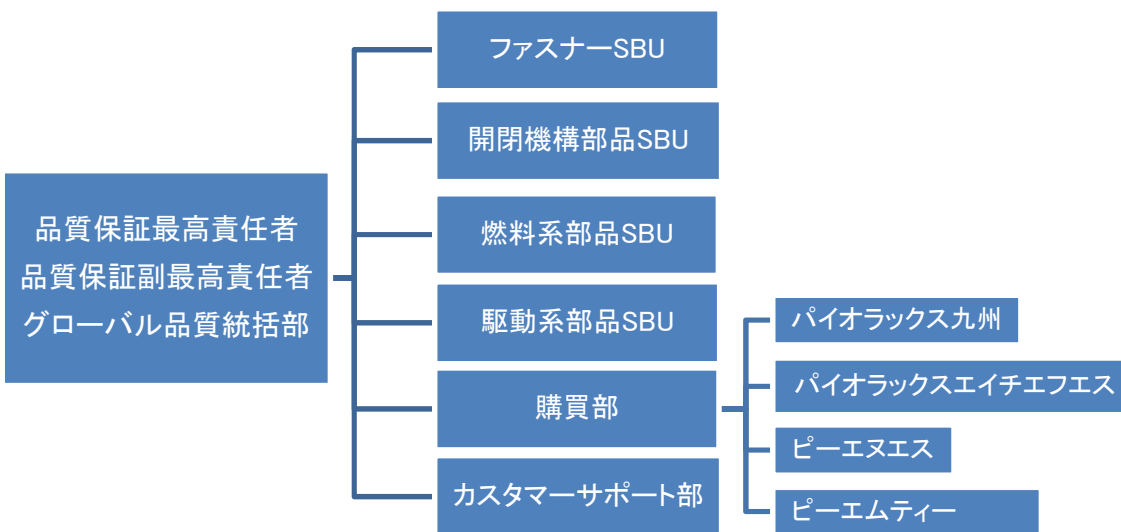 品質保証最高責任者
品質保証副最高責任者
グローバル品質統括部
ファスナーSBU
開閉機構部品SBU
燃料系部品SBU
駆動系部品SBU
購買部
カスタマーサポート部
パイオラックス九州
パイオラックスエイチエフエス
ピーエヌエス
ピーエムティー